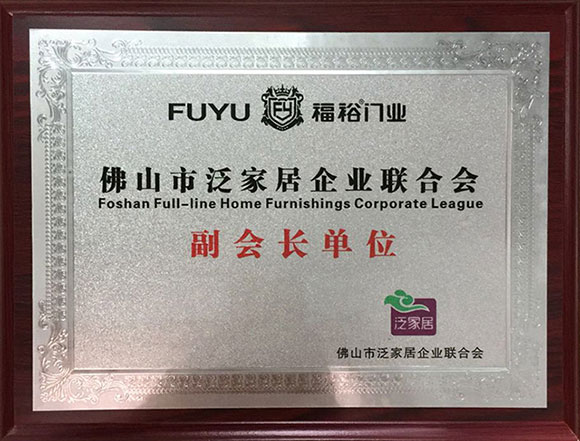 FUYU FY 福裕®门业
佛山市泛家居企业联合会
Foshan Full-line Home Furnishings Corporate League
副会长单位
泛家居
佛山市泛家居企业联合会